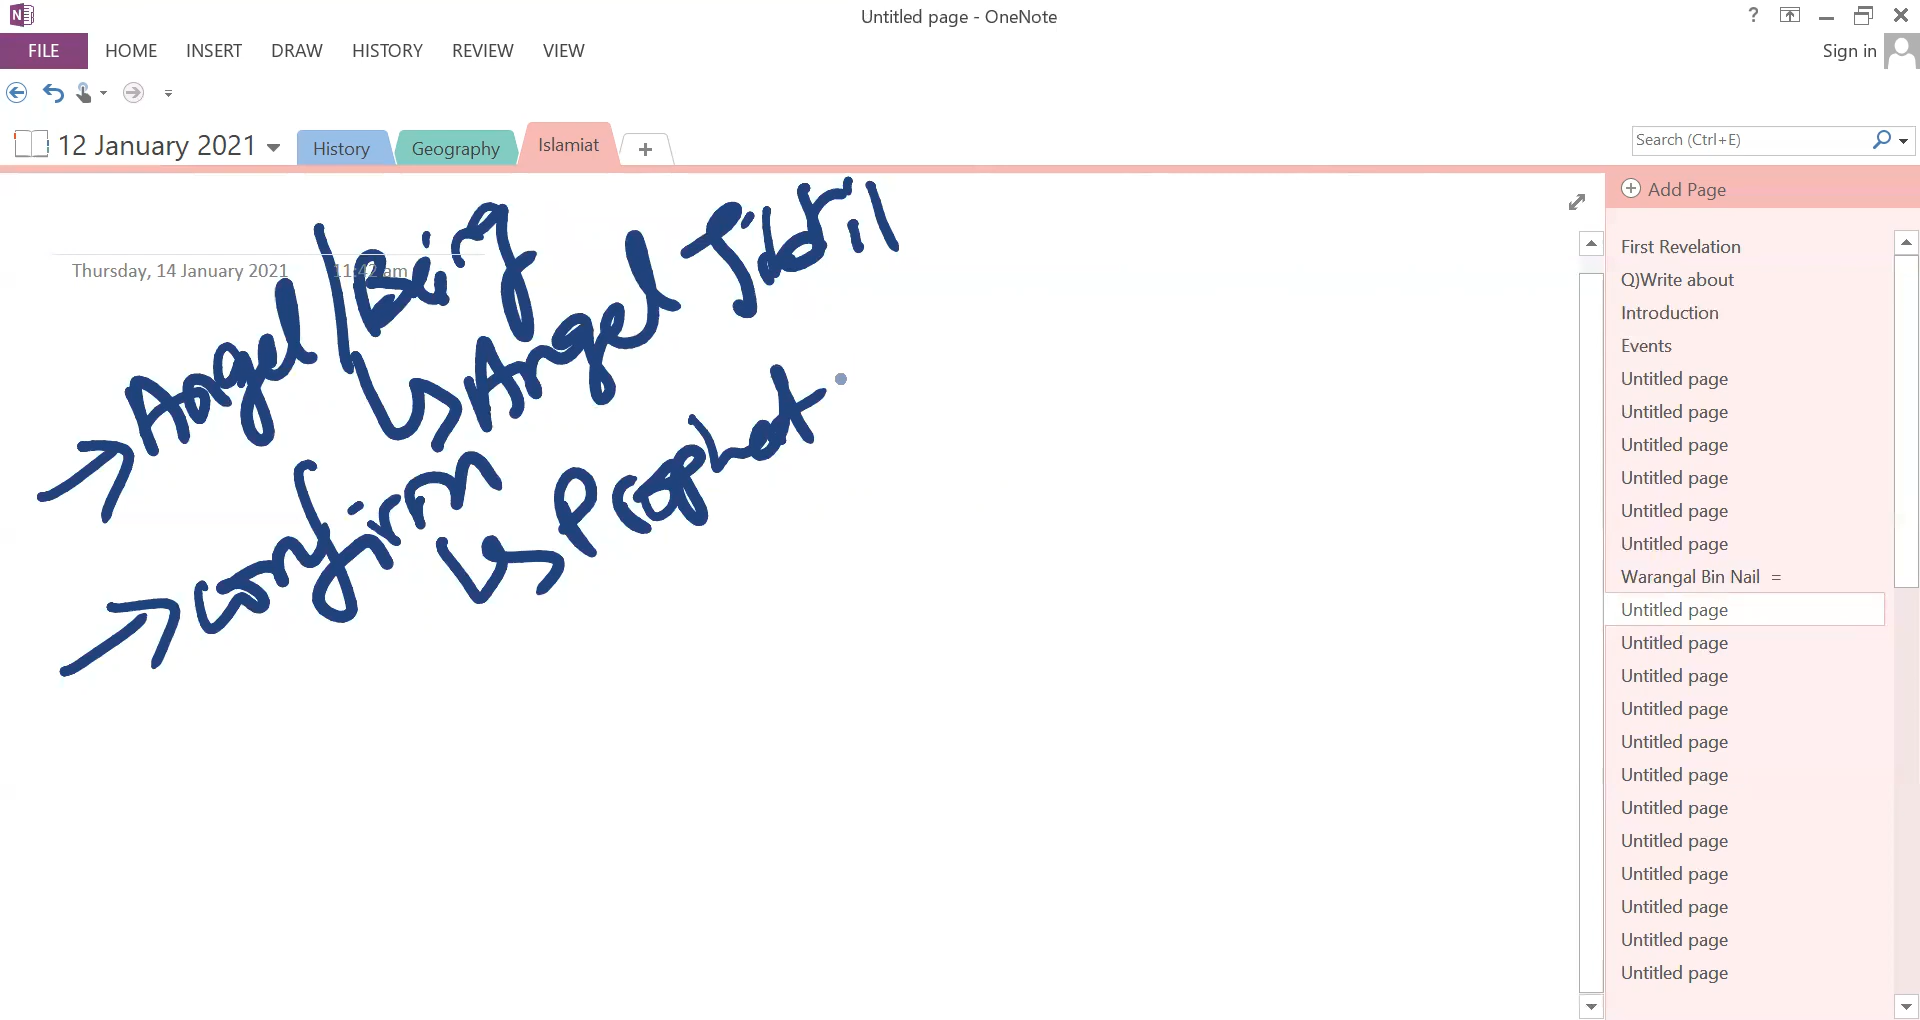 Untitled page - OneNote
?
FILE HOME INSERT DRAW HISTORY REVIEW VIEW
Sign in
12 January 2021
History Geography Islamiat +
Search (Ctrl+E)
Thursday, 14 January 2021 11:42 am
→ Angel/Being
↳ Angel Jibril
→ confirm
↳ Prophet
Add Page
First Revelation
Q)Write about
Introduction
Events
Untitled page
Untitled page
Untitled page
Untitled page
Untitled page
Untitled page
Warangal Bin Nail =
Untitled page
Untitled page
Untitled page
Untitled page
Untitled page
Untitled page
Untitled page
Untitled page
Untitled page
Untitled page
Untitled page
Untitled page